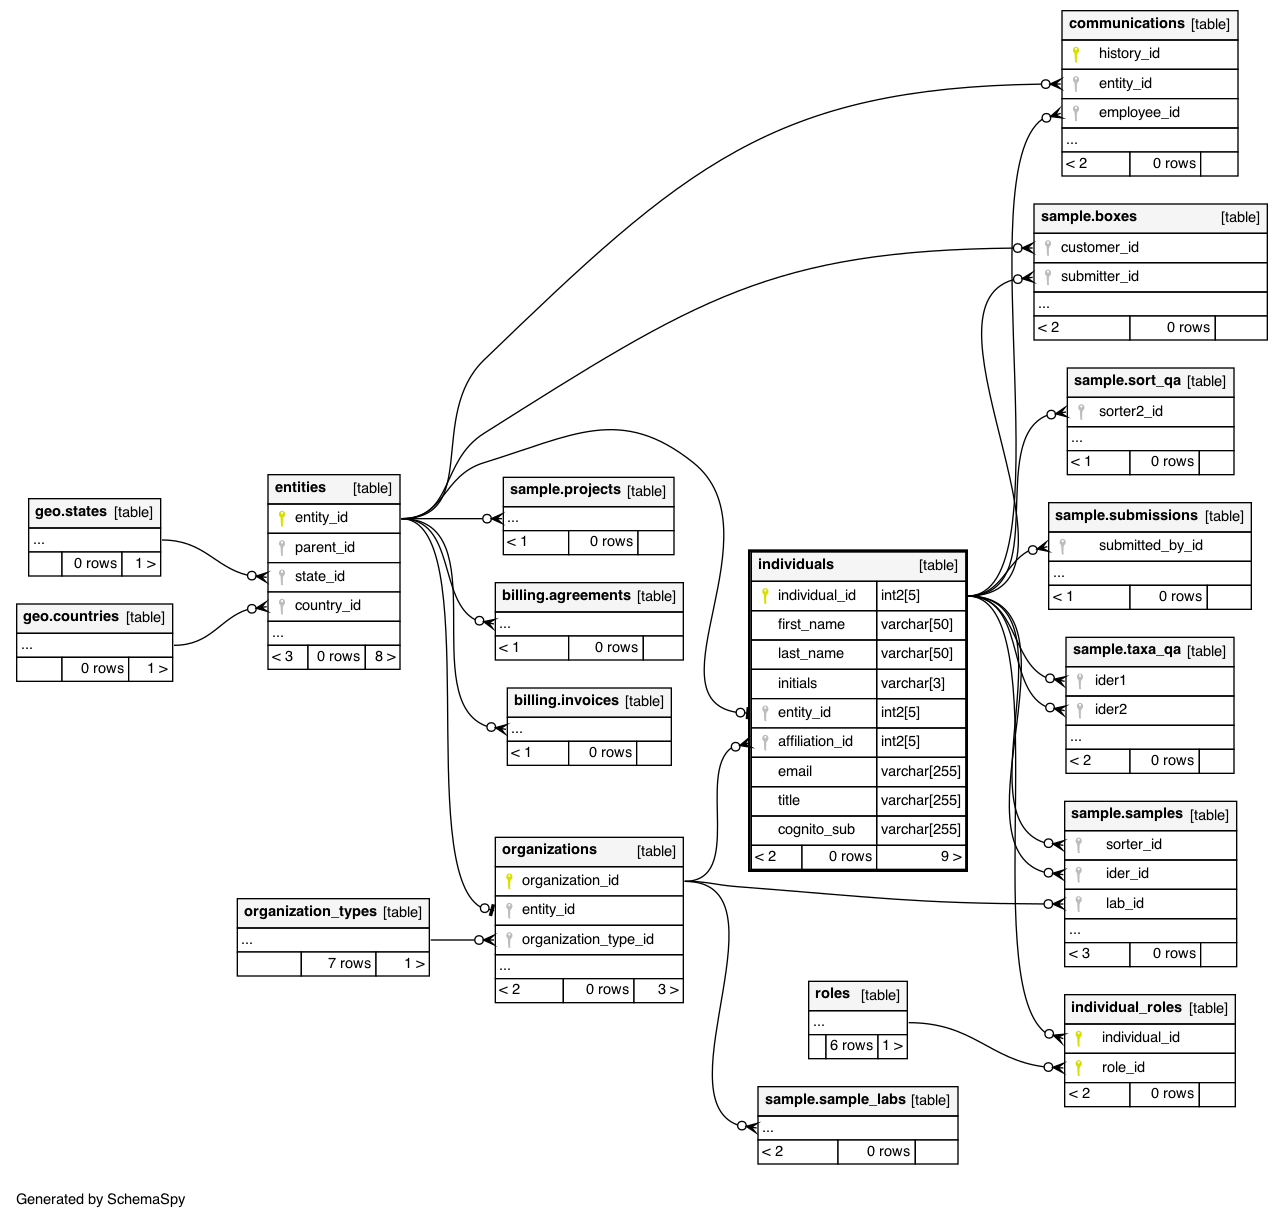 communications [table]
history_id
entity_id
employee_id
...
< 2 0 rows
sample.boxes [table]
customer_id
submitter_id
...
< 2 0 rows
sample.sort_qa [table]
sorter2_id
...
< 1 0 rows
entities [table]
entity_id
parent_id
state_id
country_id
...
< 3 0 rows 8 >
geo.states [table]
...
0 rows 1 >
geo.countries [table]
...
0 rows 1 >
sample.projects [table]
...
< 1 0 rows
billing.agreements [table]
...
< 1 0 rows
billing.invoices [table]
...
< 1 0 rows
sample.submissions [table]
submitted_by_id
...
< 1 0 rows
individuals [table]
individual_id int2[5]
first_name varchar[50]
last_name varchar[50]
initials varchar[3]
entity_id int2[5]
affiliation_id int2[5]
email varchar[255]
title varchar[255]
cognito_sub varchar[255]
< 2 0 rows 9 >
sample.taxa_qa [table]
ider1
ider2
...
< 2 0 rows
sample.samples [table]
sorter_id
ider_id
lab_id
...
< 3 0 rows
organizations [table]
organization_id
entity_id
organization_type_id
...
< 2 0 rows 3 >
organization_types [table]
...
7 rows 1 >
roles [table]
...
6 rows 1 >
individual_roles [table]
individual_id
role_id
< 2 0 rows
sample.sample_labs [table]
...
< 2 0 rows
Generated by SchemaSpy